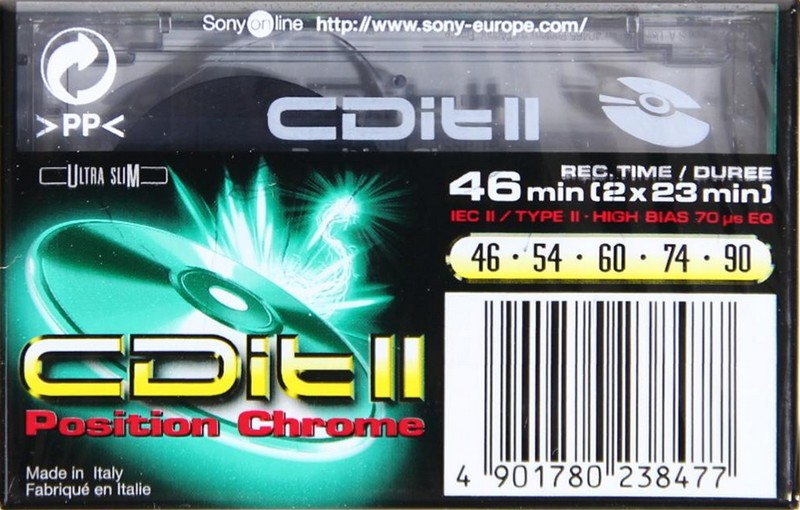 Sony on line http://www.sony-europe.com/
>PP<
CDit II
ULTRA SLIM
REC. TIME / DUREE
46 min (2 x 23 min)
IEC II / TYPE II · HIGH BIAS 70 µs EQ
46 · 54 · 60 · 74 · 90
CDit II
Position Chrome
Made in Italy
Fabriqué en Italie
4 901780 238477